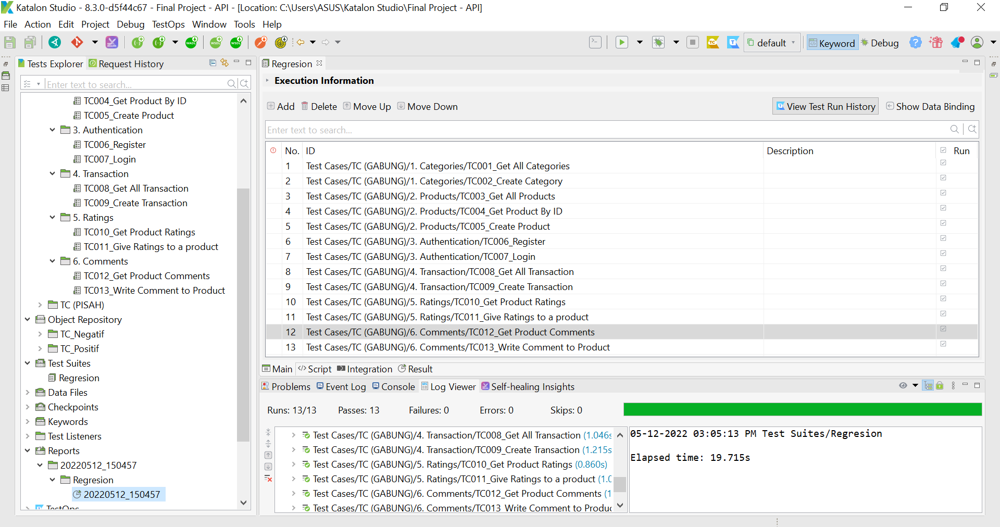 Katalon Studio - 8.3.0-d5f44c67 - Final Project - API - [Location: C:\Users\ASUS\Katalon Studio\Final Project - API]
File Action Edit Project Debug TestOps Window Tools Help
default
Keyword
Debug
Tests Explorer
Request History
Enter text to search...
TC004_Get Product By ID
TC005_Create Product
3. Authentication
TC006_Register
TC007_Login
4. Transaction
TC008_Get All Transaction
TC009_Create Transaction
5. Ratings
TC010_Get Product Ratings
TC011_Give Ratings to a product
6. Comments
TC012_Get Product Comments
TC013_Write Comment to Product
TC (PISAH)
Object Repository
TC_Negatif
TC_Positif
Test Suites
Regresion
Data Files
Checkpoints
Keywords
Test Listeners
Reports
20220512_150457
Regresion
20220512_150457
TestOps
Regresion
Execution Information
Add Delete Move Up Move Down
View Test Run History
Show Data Binding
Enter text to search...
No. ID Description Run
1 Test Cases/TC (GABUNG)/1. Categories/TC001_Get All Categories
2 Test Cases/TC (GABUNG)/1. Categories/TC002_Create Category
3 Test Cases/TC (GABUNG)/2. Products/TC003_Get All Products
4 Test Cases/TC (GABUNG)/2. Products/TC004_Get Product By ID
5 Test Cases/TC (GABUNG)/2. Products/TC005_Create Product
6 Test Cases/TC (GABUNG)/3. Authentication/TC006_Register
7 Test Cases/TC (GABUNG)/3. Authentication/TC007_Login
8 Test Cases/TC (GABUNG)/4. Transaction/TC008_Get All Transaction
9 Test Cases/TC (GABUNG)/4. Transaction/TC009_Create Transaction
10 Test Cases/TC (GABUNG)/5. Ratings/TC010_Get Product Ratings
11 Test Cases/TC (GABUNG)/5. Ratings/TC011_Give Ratings to a product
12 Test Cases/TC (GABUNG)/6. Comments/TC012_Get Product Comments
13 Test Cases/TC (GABUNG)/6. Comments/TC013_Write Comment to Product
Main Script Integration Result
Problems Event Log Console Log Viewer Self-healing Insights
Runs: 13/13 Passes: 13 Failures: 0 Errors: 0 Skips: 0
Test Cases/TC (GABUNG)/4. Transaction/TC008_Get All Transaction (1.046s
Test Cases/TC (GABUNG)/4. Transaction/TC009_Create Transaction (1.215s
Test Cases/TC (GABUNG)/5. Ratings/TC010_Get Product Ratings (0.860s)
Test Cases/TC (GABUNG)/5. Ratings/TC011_Give Ratings to a product (1.0
Test Cases/TC (GABUNG)/6. Comments/TC012_Get Product Comments (1
Test Cases/TC (GABUNG)/6. Comments/TC013_Write Comment to Produc
05-12-2022 03:05:13 PM Test Suites/Regresion
Elapsed time: 19.715s